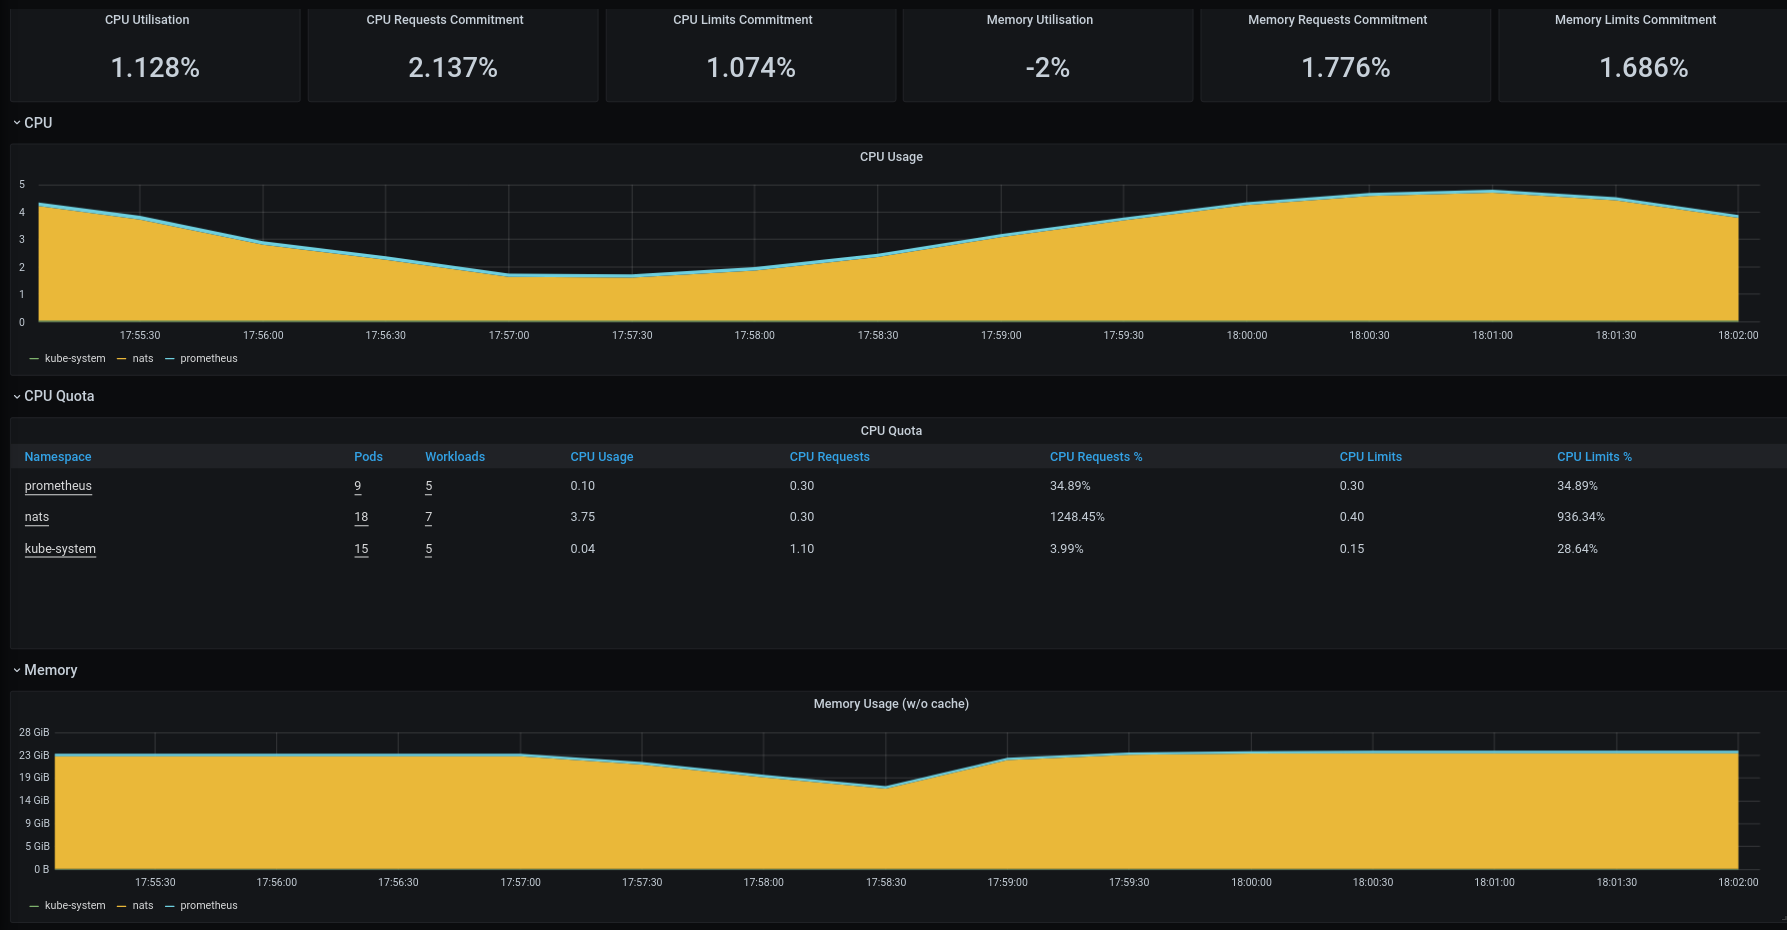 CPU Utilisation CPU Requests Commitment CPU Limits Commitment Memory Utilisation Memory Requests Commitment Memory Limits Commitment
1.128% 2.137% 1.074% -2% 1.776% 1.686%
CPU
CPU Usage
5
4
3
2
1
0
17:55:30 17:56:00 17:56:30 17:57:00 17:57:30 17:58:00 17:58:30 17:59:00 17:59:30 18:00:00 18:00:30 18:01:00 18:01:30 18:02:00
kube-system nats prometheus
CPU Quota
CPU Quota
Namespace Pods Workloads CPU Usage CPU Requests CPU Requests % CPU Limits CPU Limits %
prometheus 9 5 0.10 0.30 34.89% 0.30 34.89%
nats 18 7 3.75 0.30 1248.45% 0.40 936.34%
kube-system 15 5 0.04 1.10 3.99% 0.15 28.64%
Memory
Memory Usage (w/o cache)
28 GiB
23 GiB
19 GiB
14 GiB
9 GiB
5 GiB
0 B
17:55:30 17:56:00 17:56:30 17:57:00 17:57:30 17:58:00 17:58:30 17:59:00 17:59:30 18:00:00 18:00:30 18:01:00 18:01:30 18:02:00
kube-system nats prometheus